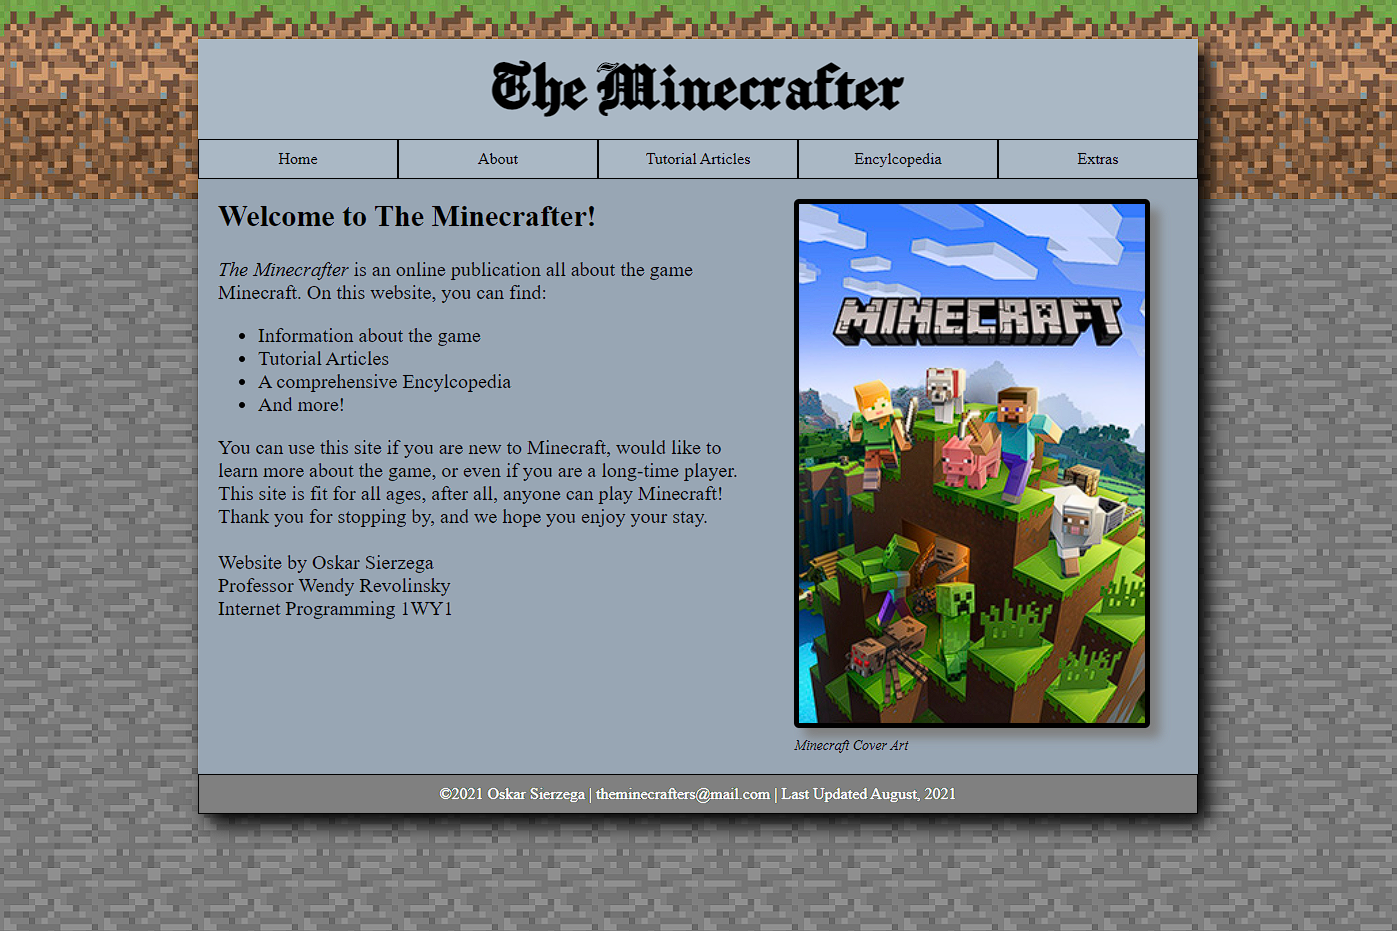 The Minecrafter
Home
About
Tutorial Articles
Encylcopedia
Extras
Welcome to The Minecrafter!
The Minecrafter is an online publication all about the game
Minecraft. On this website, you can find:
Information about the game
Tutorial Articles
A comprehensive Encylcopedia
And more!
You can use this site if you are new to Minecraft, would like to
learn more about the game, or even if you are a long-time player.
This site is fit for all ages, after all, anyone can play Minecraft!
Thank you for stopping by, and we hope you enjoy your stay.
Website by Oskar Sierzega
Professor Wendy Revolinsky
Internet Programming 1WY1
MINECRAFT
Minecraft Cover Art
©2021 Oskar Sierzega | theminecrafters@mail.com | Last Updated August, 2021